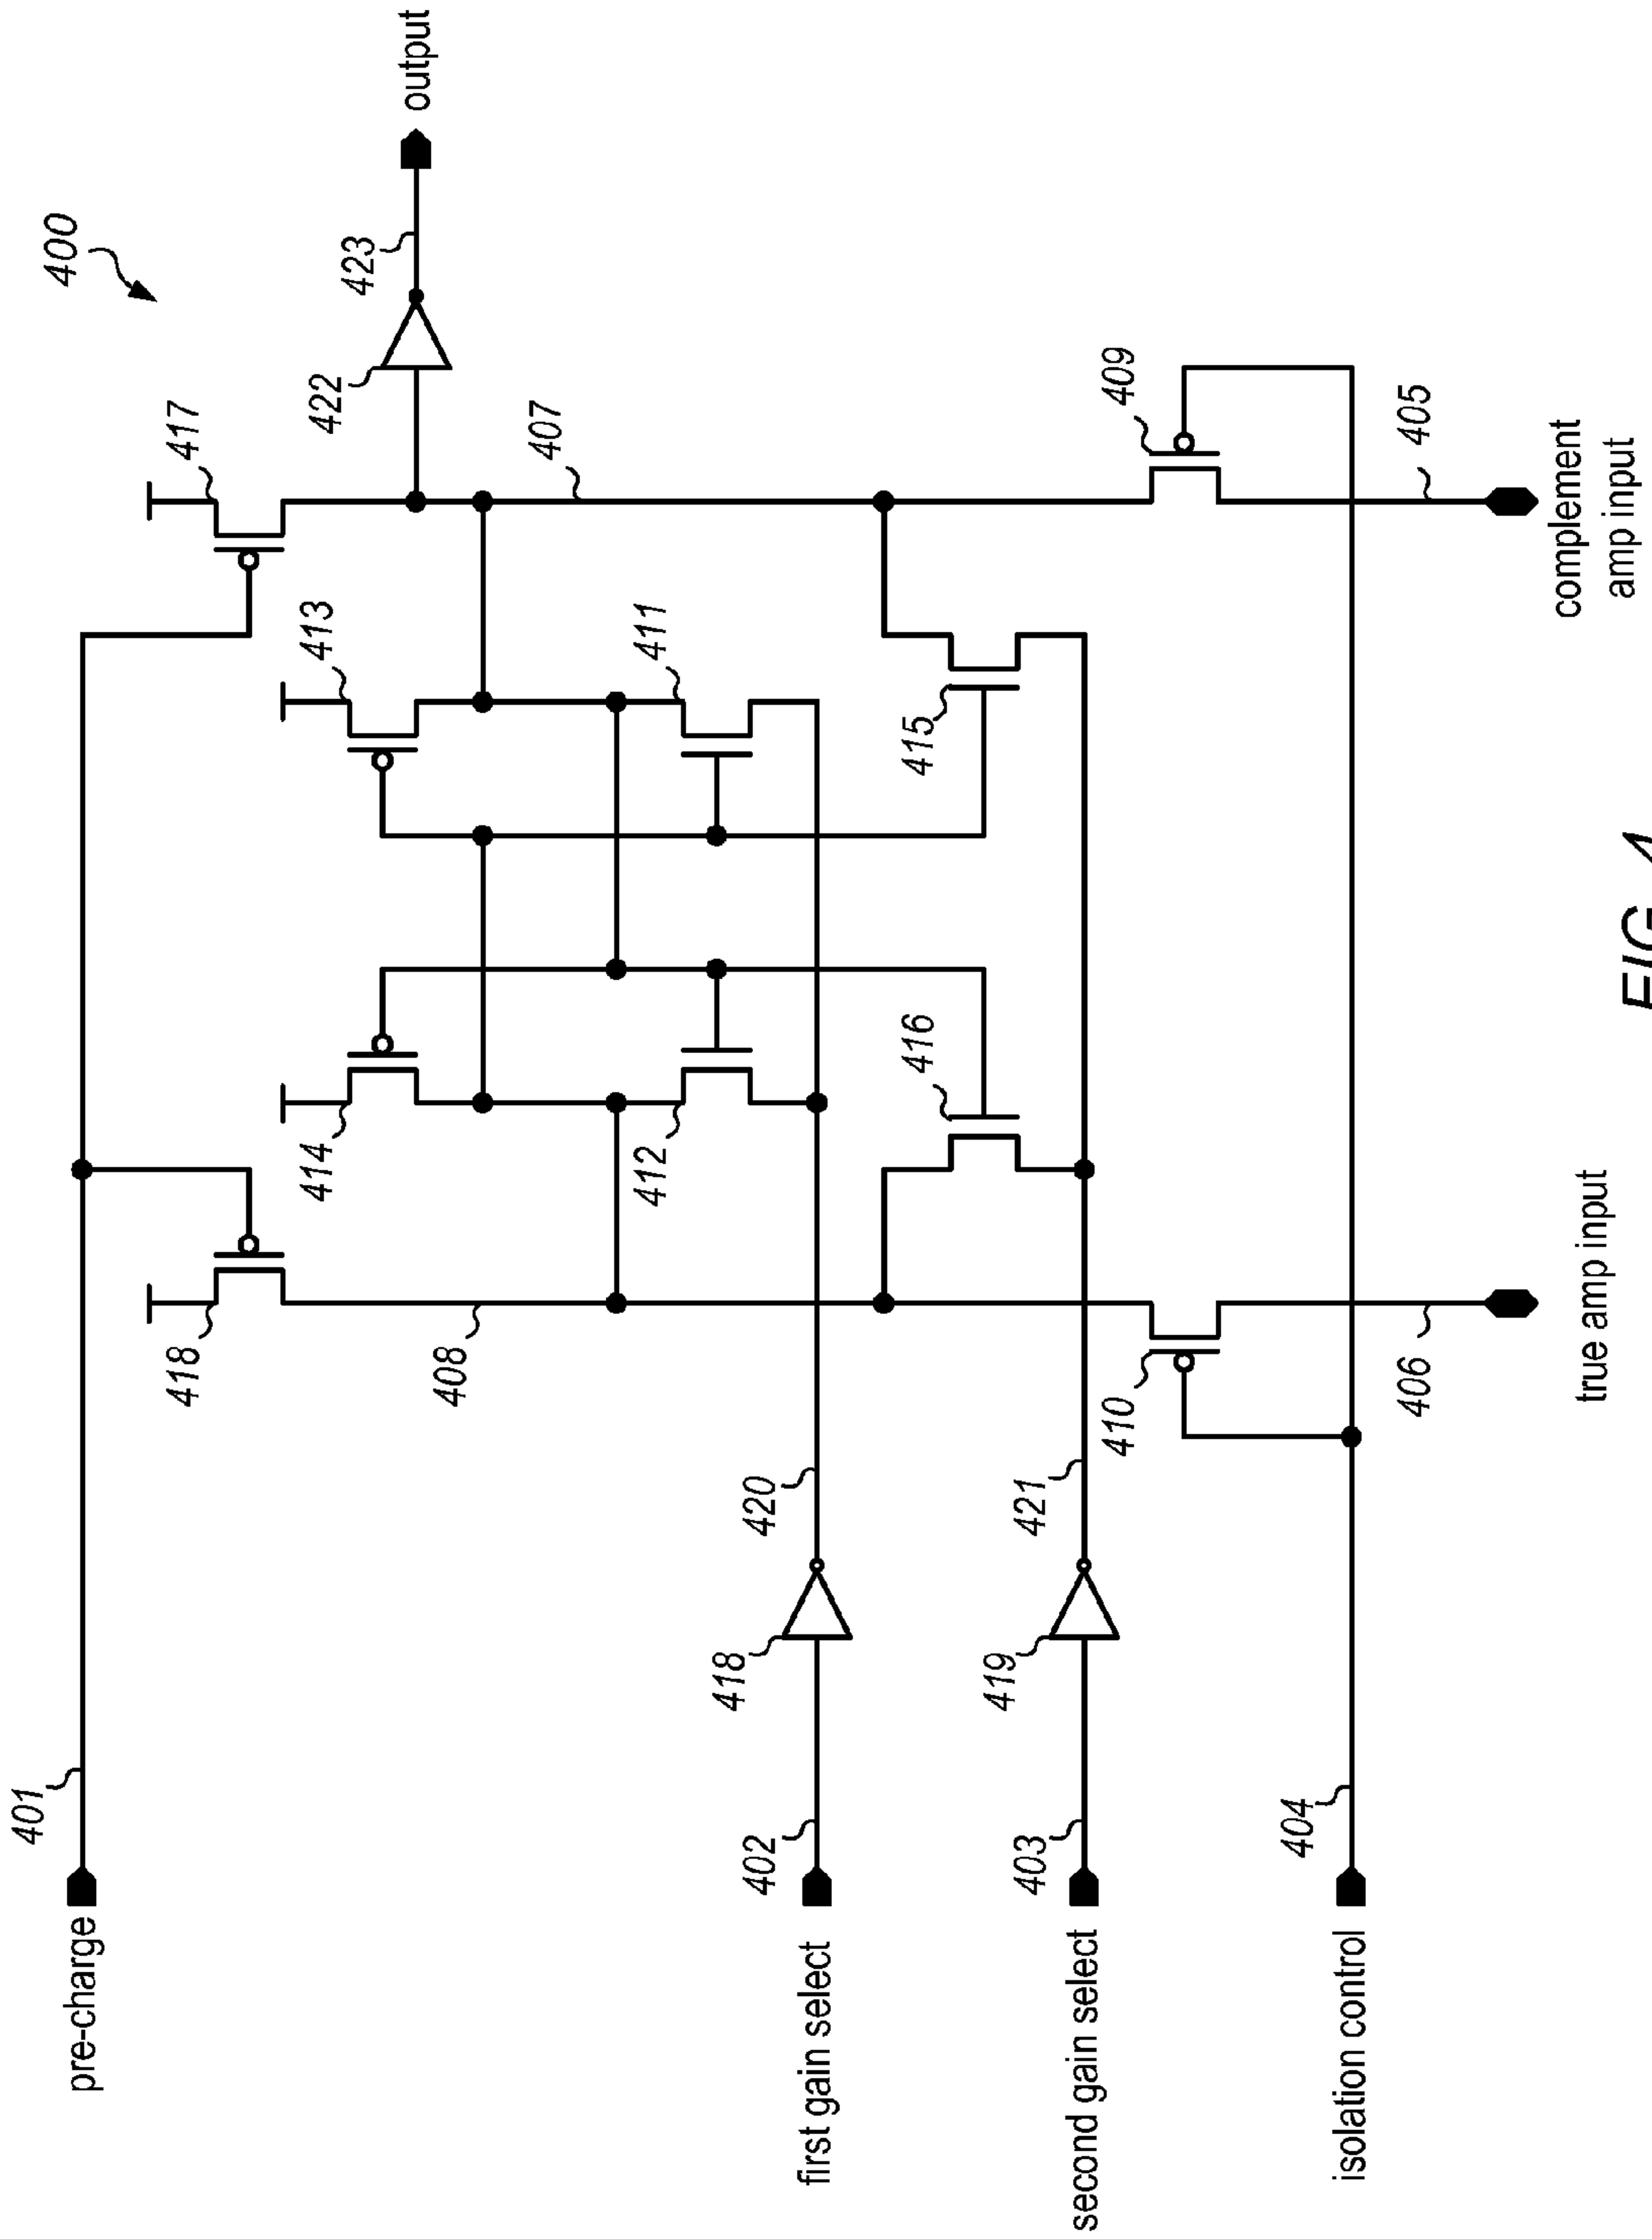 401
400
pre-charge
418
417
414
413
422
423
output
408
407
412
411
418
402
420
first gain select
416
415
419
403
421
second gain select
410
409
404
isolation control
406
405
true amp input
complement
amp input
FIG. 4